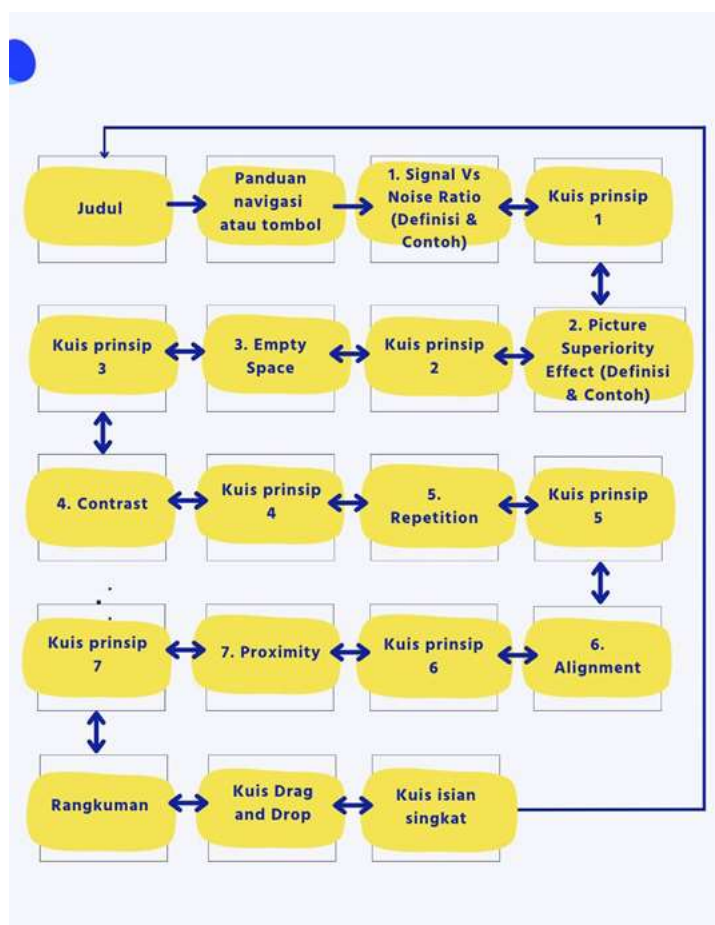 Judul
Panduan
navigasi
atau tombol
1. Signal Vs
Noise Ratio
(Definisi &
Contoh)
Kuis prinsip
1
2. Picture
Superiority
Effect (Definisi
& Contoh)
Kuis prinsip
2
3. Empty
Space
Kuis prinsip
3
4. Contrast
Kuis prinsip
4
5.
Repetition
Kuis prinsip
5
6.
Alignment
Kuis prinsip
6
7. Proximity
Kuis prinsip
7
Rangkuman
Kuis Drag
and Drop
Kuis isian
singkat